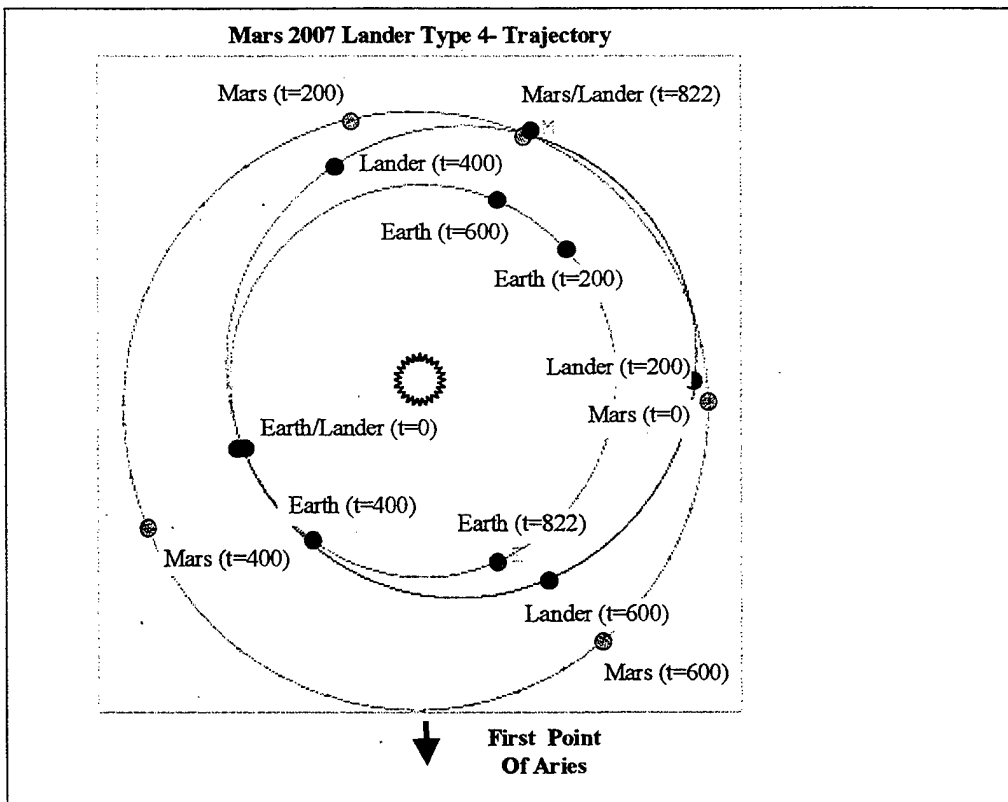 Mars 2007 Lander Type 4- Trajectory
Mars (t=200)
Mars/Lander (t=822)
Lander (t=400)
Earth (t=600)
Earth (t=200)
Lander (t=200)
Mars (t=0)
Earth/Lander (t=0)
Earth (t=400)
Earth (t=822)
Mars (t=400)
Lander (t=600)
Mars (t=600)
First Point
Of Aries